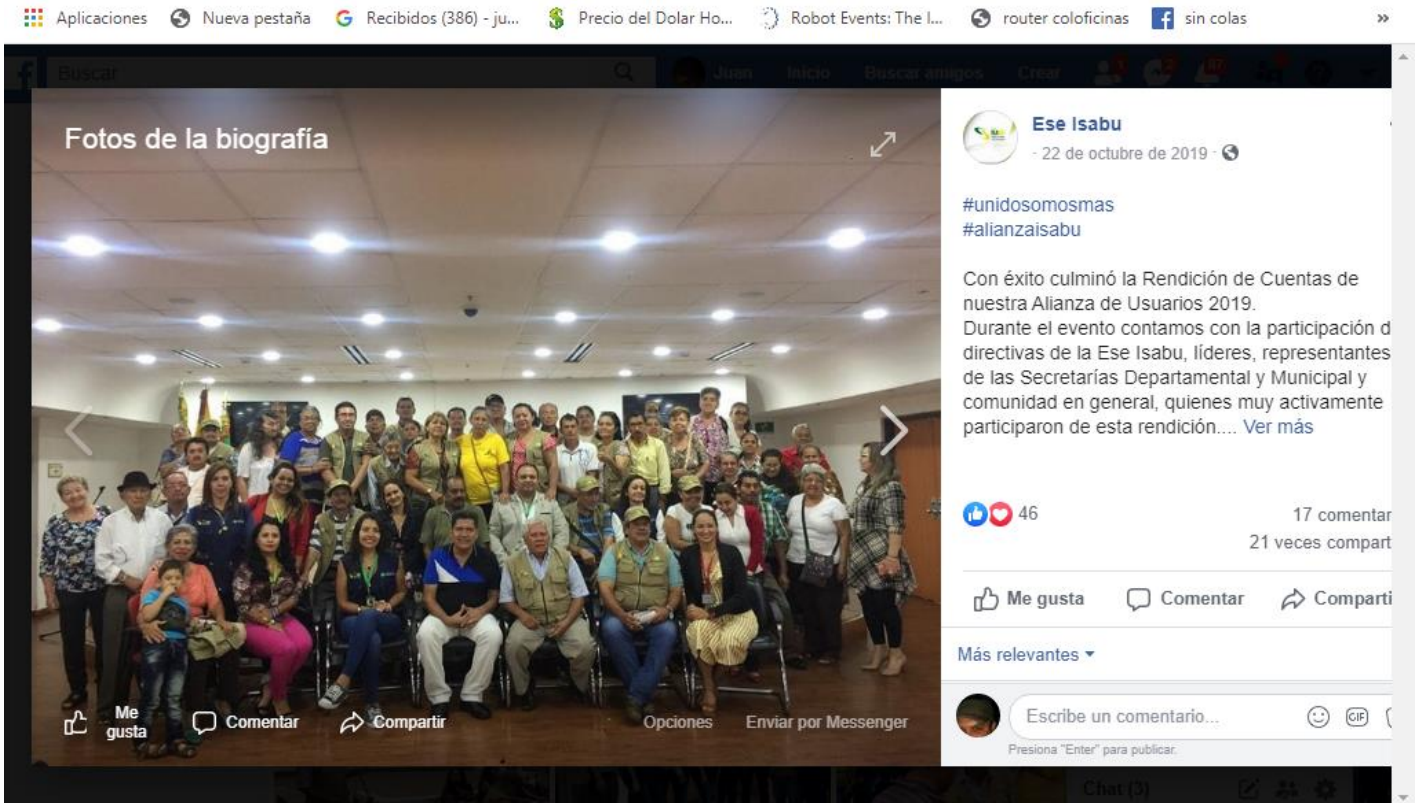 Aplicaciones Nueva pestaña Recibidos (386) - ju... Precio del Dolar Ho... Robot Events: The I... router coloficinas sin colas »
Buscar Juan Inicio Buscar amigos Crear
Fotos de la biografía
Ese Isabu
· 22 de octubre de 2019 ·
#unidosomosmas
#alianzaisabu
Con éxito culminó la Rendición de Cuentas de
nuestra Alianza de Usuarios 2019.
Durante el evento contamos con la participación d
directivas de la Ese Isabu, líderes, representantes
de las Secretarías Departamental y Municipal y
comunidad en general, quienes muy activamente
participaron de esta rendición.... Ver más
46 17 comentar
21 veces compart
Me gusta Comentar Comparti
Más relevantes
Escribe un comentario... GIF
Presiona "Enter" para publicar.
Me gusta Comentar Compartir Opciones Enviar por Messenger
Chat (3)